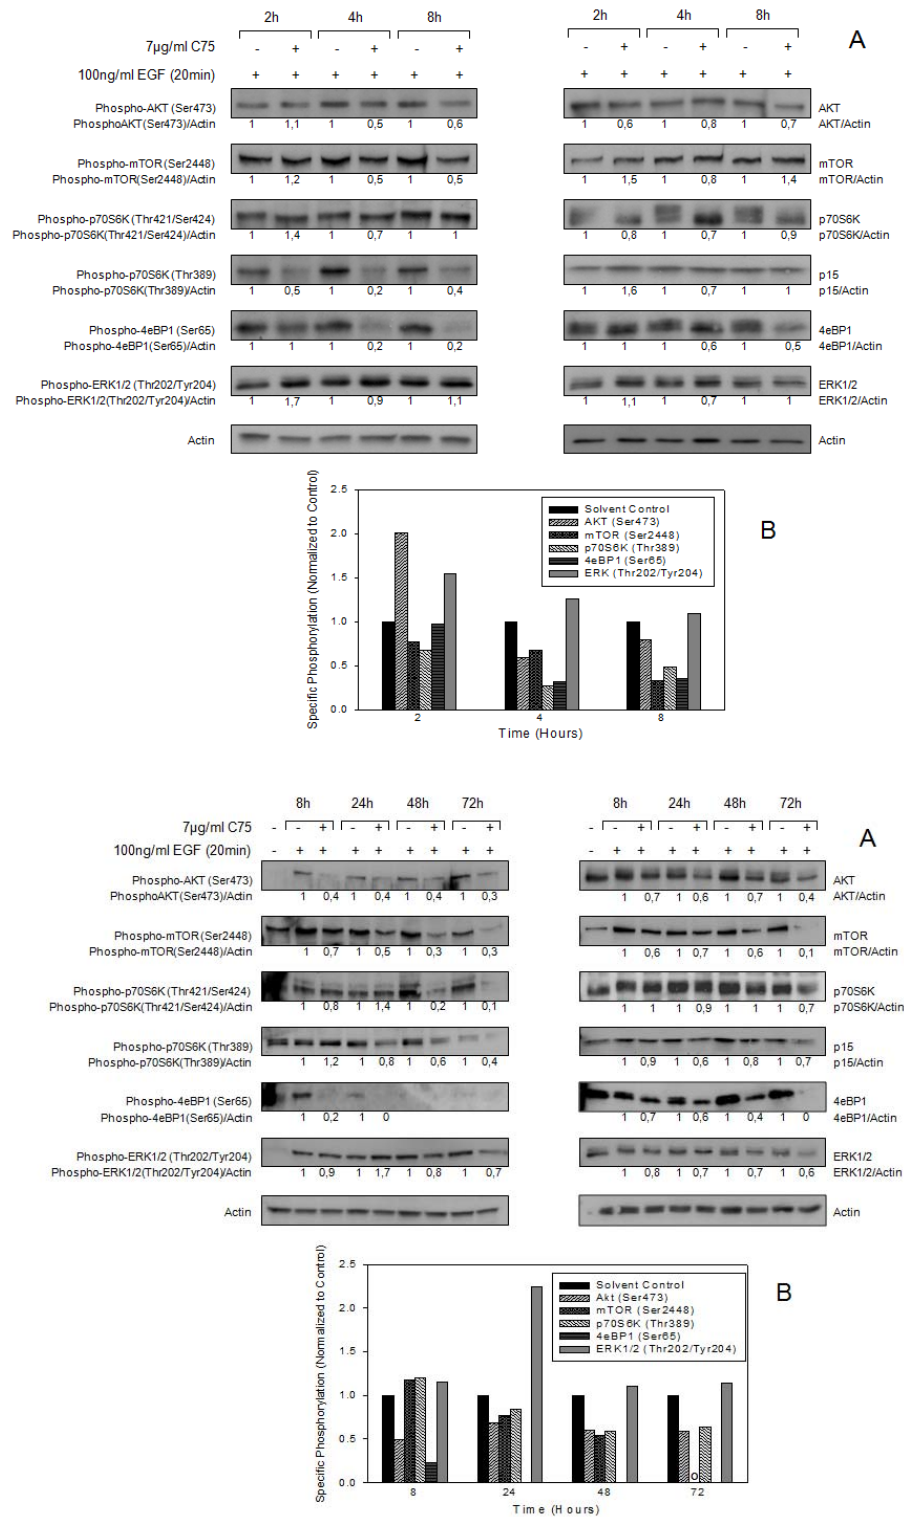 2h 4h 8h
7µg/ml C75 - + - + - +
100ng/ml EGF (20min) + + + + + +
Phospho-AKT (Ser473)
PhosphoAKT(Ser473)/Actin 1 1,1 1 0,5 1 0,6
Phospho-mTOR(Ser2448)
Phospho-mTOR(Ser2448)/Actin 1 1,2 1 0,5 1 0,5
Phospho-p70S6K (Thr421/Ser424)
Phospho-p70S6K(Thr421/Ser424)/Actin 1 1,4 1 0,7 1 1
Phospho-p70S6K (Thr389)
Phospho-p70S6K(Thr389)/Actin 1 0,5 1 0,2 1 0,4
Phospho-4eBP1 (Ser65)
Phospho-4eBP1(Ser65)/Actin 1 1 1 0,2 1 0,2
Phospho-ERK1/2 (Thr202/Tyr204)
Phospho-ERK1/2(Thr202/Tyr204)/Actin 1 1,7 1 0,9 1 1,1
Actin
A
2h 4h 8h
- + - + - +
+ + + + + +
AKT
1 0,6 1 0,8 1 0,7 AKT/Actin
mTOR
1 1,5 1 0,8 1 1,4 mTOR/Actin
p70S6K
1 0,8 1 0,7 1 0,9 p70S6K/Actin
p15
1 1,6 1 0,7 1 1 p15/Actin
4eBP1
1 1 1 0,6 1 0,5 4eBP1/Actin
ERK1/2
1 1,1 1 0,7 1 1 ERK1/2/Actin
Actin
B
Specific Phosphorylation (Normalized to Control)
2.5
2.0
1.5
1.0
0.5
0.0
Solvent Control
AKT (Ser473)
mTOR (Ser2448)
p70S6K (Thr389)
4eBP1 (Ser65)
ERK (Thr202/Tyr204)
2 4 8
Time (Hours)
8h 24h 48h 72h
7µg/ml C75 - - + - + - + - +
100ng/ml EGF (20min) - + + + + + + + +
Phospho-AKT (Ser473)
PhosphoAKT(Ser473)/Actin 1 0,4 1 0,4 1 0,4 1 0,3
Phospho-mTOR(Ser2448)
Phospho-mTOR(Ser2448)/Actin 1 0,7 1 0,5 1 0,3 1 0,3
Phospho-p70S6K (Thr421/Ser424)
Phospho-p70S6K(Thr421/Ser424)/Actin 1 0,8 1 1,4 1 0,2 1 0,1
Phospho-p70S6K (Thr389)
Phospho-p70S6K(Thr389)/Actin 1 1,2 1 0,8 1 0,6 1 0,4
Phospho-4eBP1 (Ser65)
Phospho-4eBP1(Ser65)/Actin 1 0,2 1 0
Phospho-ERK1/2 (Thr202/Tyr204)
Phospho-ERK1/2(Thr202/Tyr204)/Actin 1 0,9 1 1,7 1 0,8 1 0,7
Actin
A
8h 24h 48h 72h
- - + - + - + - +
- + + + + + + + +
AKT
1 0,7 1 0,6 1 0,7 1 0,4 AKT/Actin
mTOR
1 0,6 1 0,7 1 0,6 1 0,1 mTOR/Actin
p70S6K
1 1 1 0,9 1 1 1 0,7 p70S6K/Actin
p15
1 0,9 1 0,6 1 0,8 1 0,7 p15/Actin
4eBP1
1 0,7 1 0,6 1 0,4 1 0 4eBP1/Actin
ERK1/2
1 0,8 1 0,7 1 0,7 1 0,6 ERK1/2/Actin
Actin
B
Specific Phosphorylation (Normalized to Control)
2.5
2.0
1.5
1.0
0.5
0.0
Solvent Control
Akt (Ser473)
mTOR (Ser2448)
p70S6K (Thr389)
4eBP1 (Ser65)
ERK1/2 (Thr202/Tyr204)
O
8 24 48 72
Time (Hours)